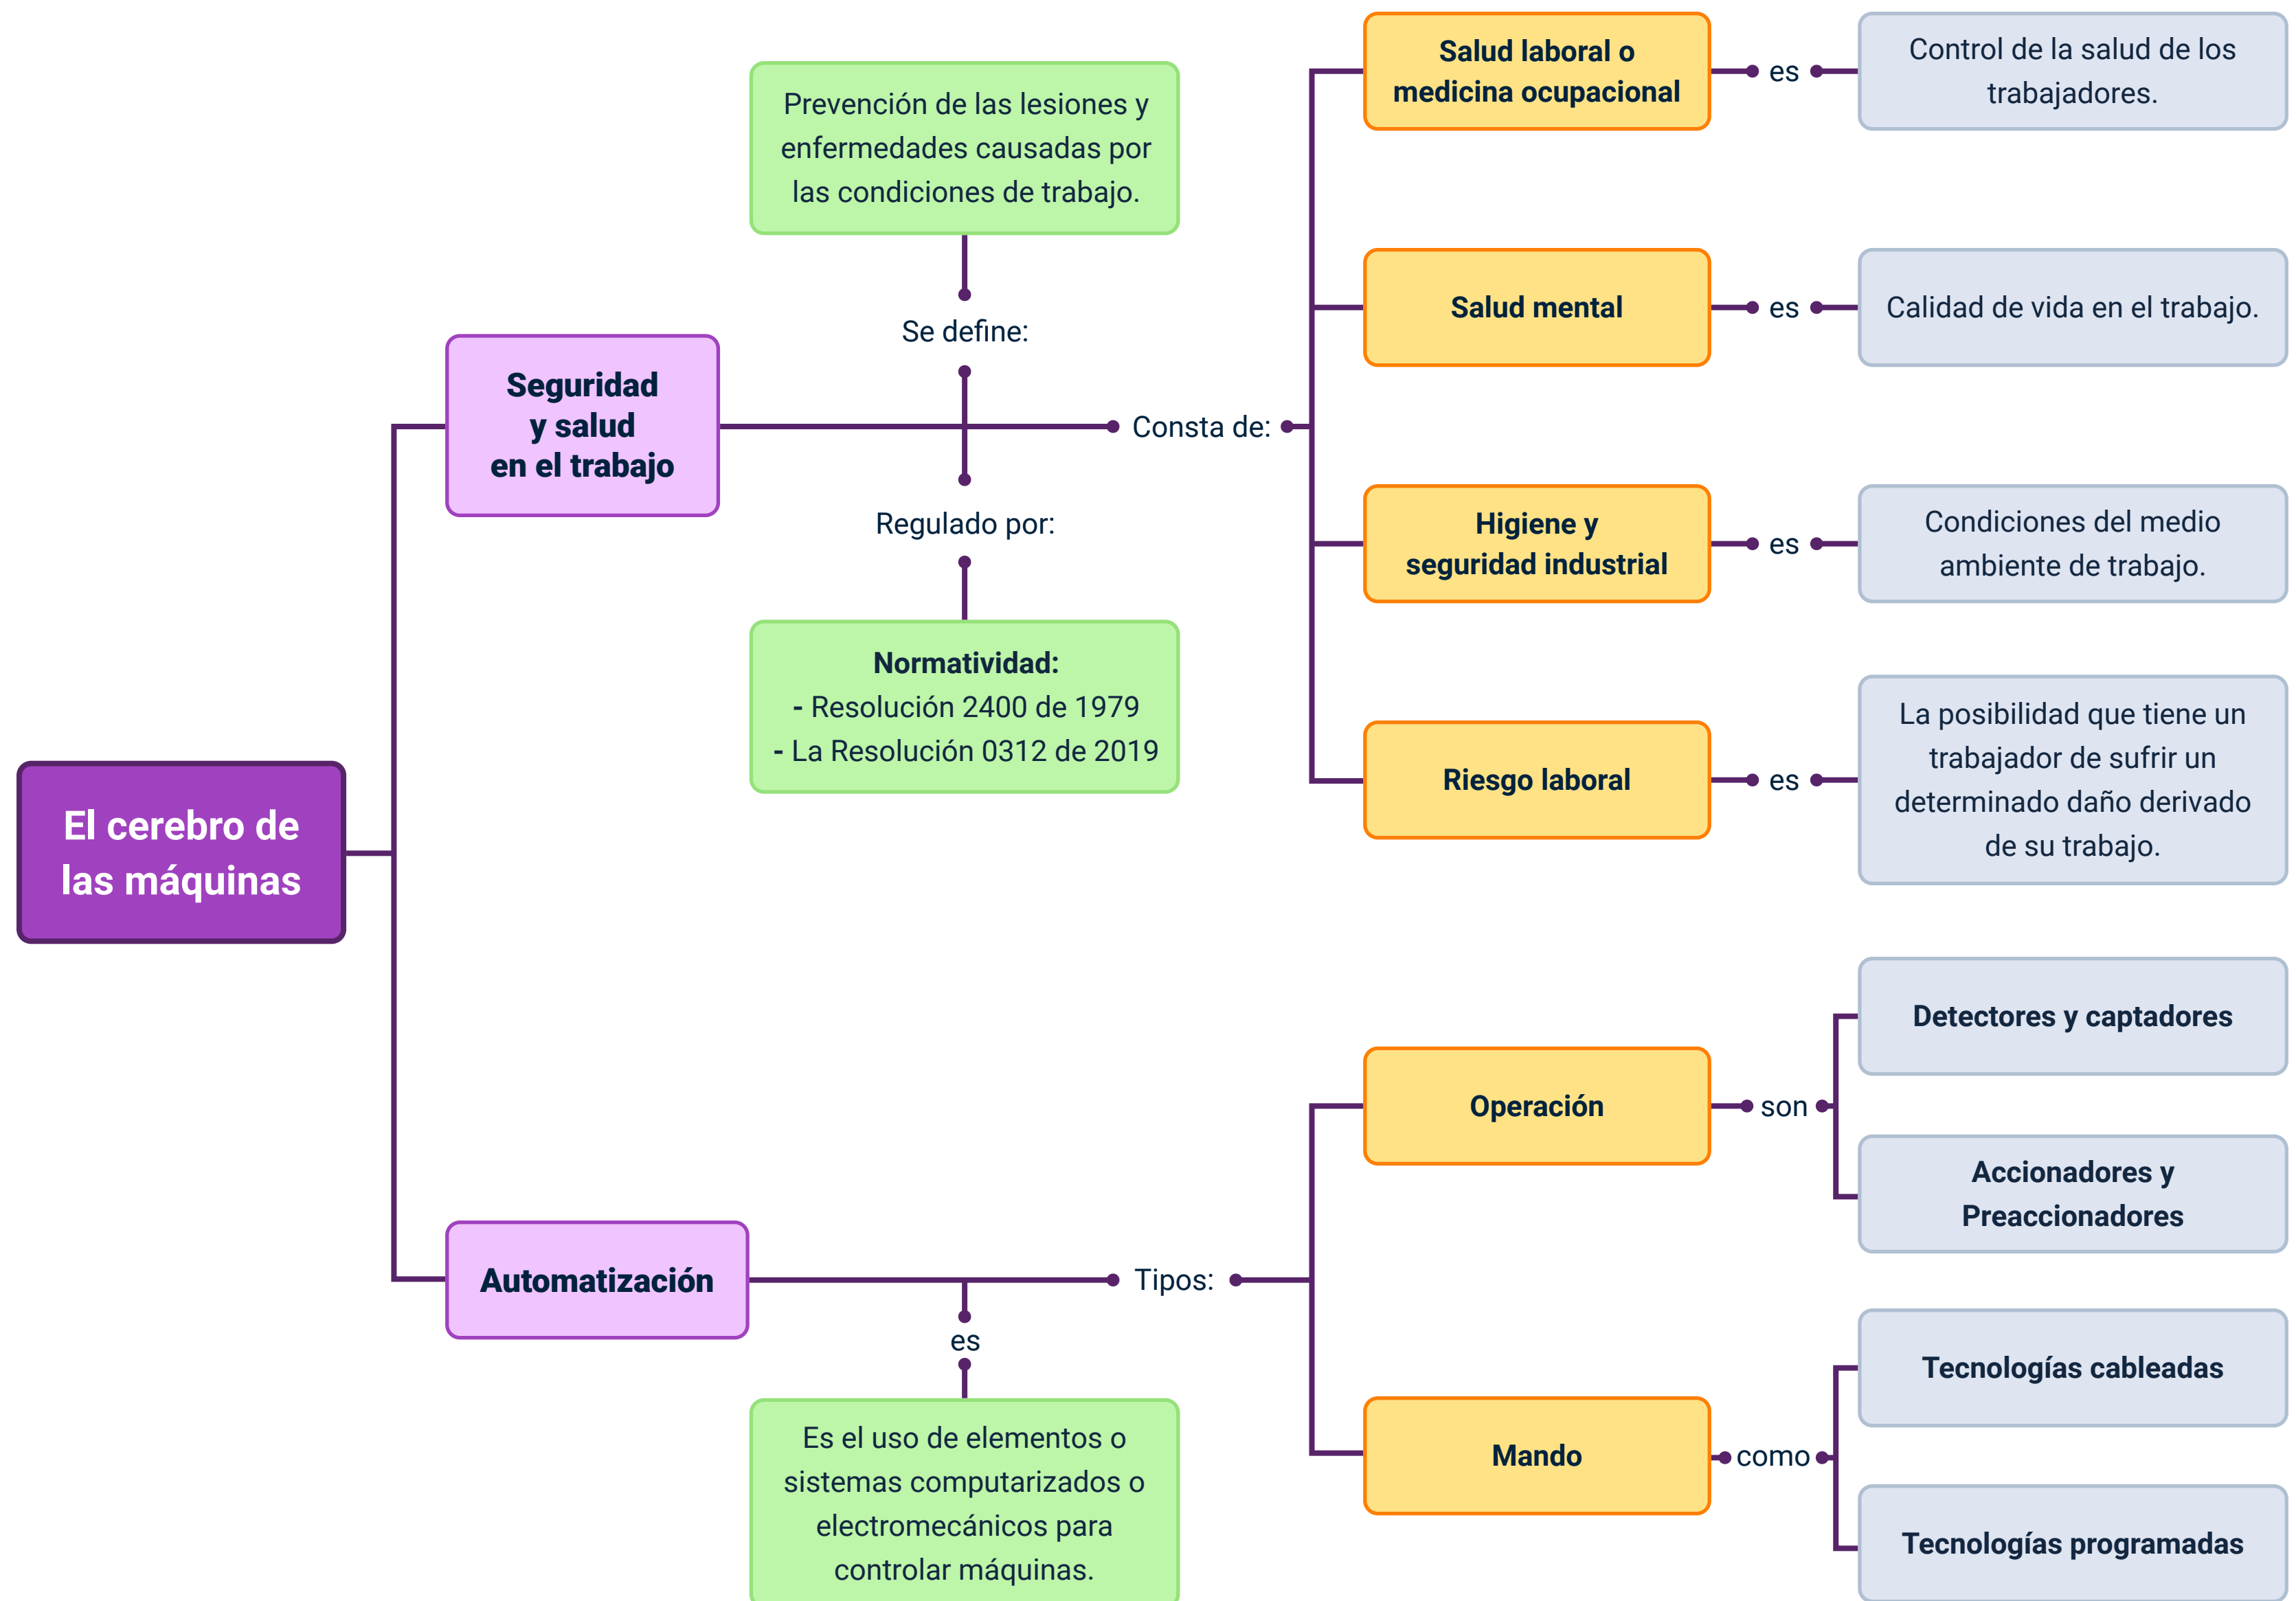 El cerebro de
las máquinas
Seguridad
y salud
en el trabajo
Se define:
Prevención de las lesiones y
enfermedades causadas por
las condiciones de trabajo.
Regulado por:
Normatividad:
- Resolución 2400 de 1979
- La Resolución 0312 de 2019
Consta de:
Salud laboral o
medicina ocupacional
es
Control de la salud de los
trabajadores.
Salud mental
es
Calidad de vida en el trabajo.
Higiene y
seguridad industrial
es
Condiciones del medio
ambiente de trabajo.
Riesgo laboral
es
La posibilidad que tiene un
trabajador de sufrir un
determinado daño derivado
de su trabajo.
Automatización
es
Es el uso de elementos o
sistemas computarizados o
electromecánicos para
controlar máquinas.
Tipos:
Operación
son
Detectores y captadores
Accionadores y
Preaccionadores
Mando
como
Tecnologías cableadas
Tecnologías programadas